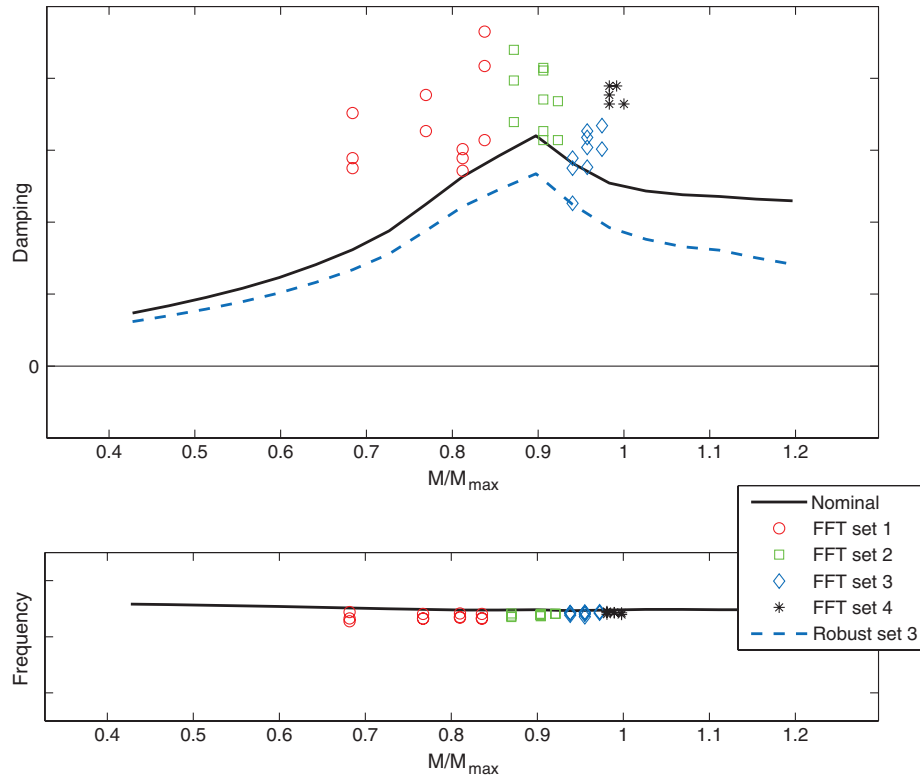 Damping
0
0.4 0.5 0.6 0.7 0.8 0.9 1 1.1 1.2
M/M_max
Nominal
FFT set 1
FFT set 2
FFT set 3
FFT set 4
Robust set 3
Frequency
0.4 0.5 0.6 0.7 0.8 0.9 1 1.1 1.2
M/M_max